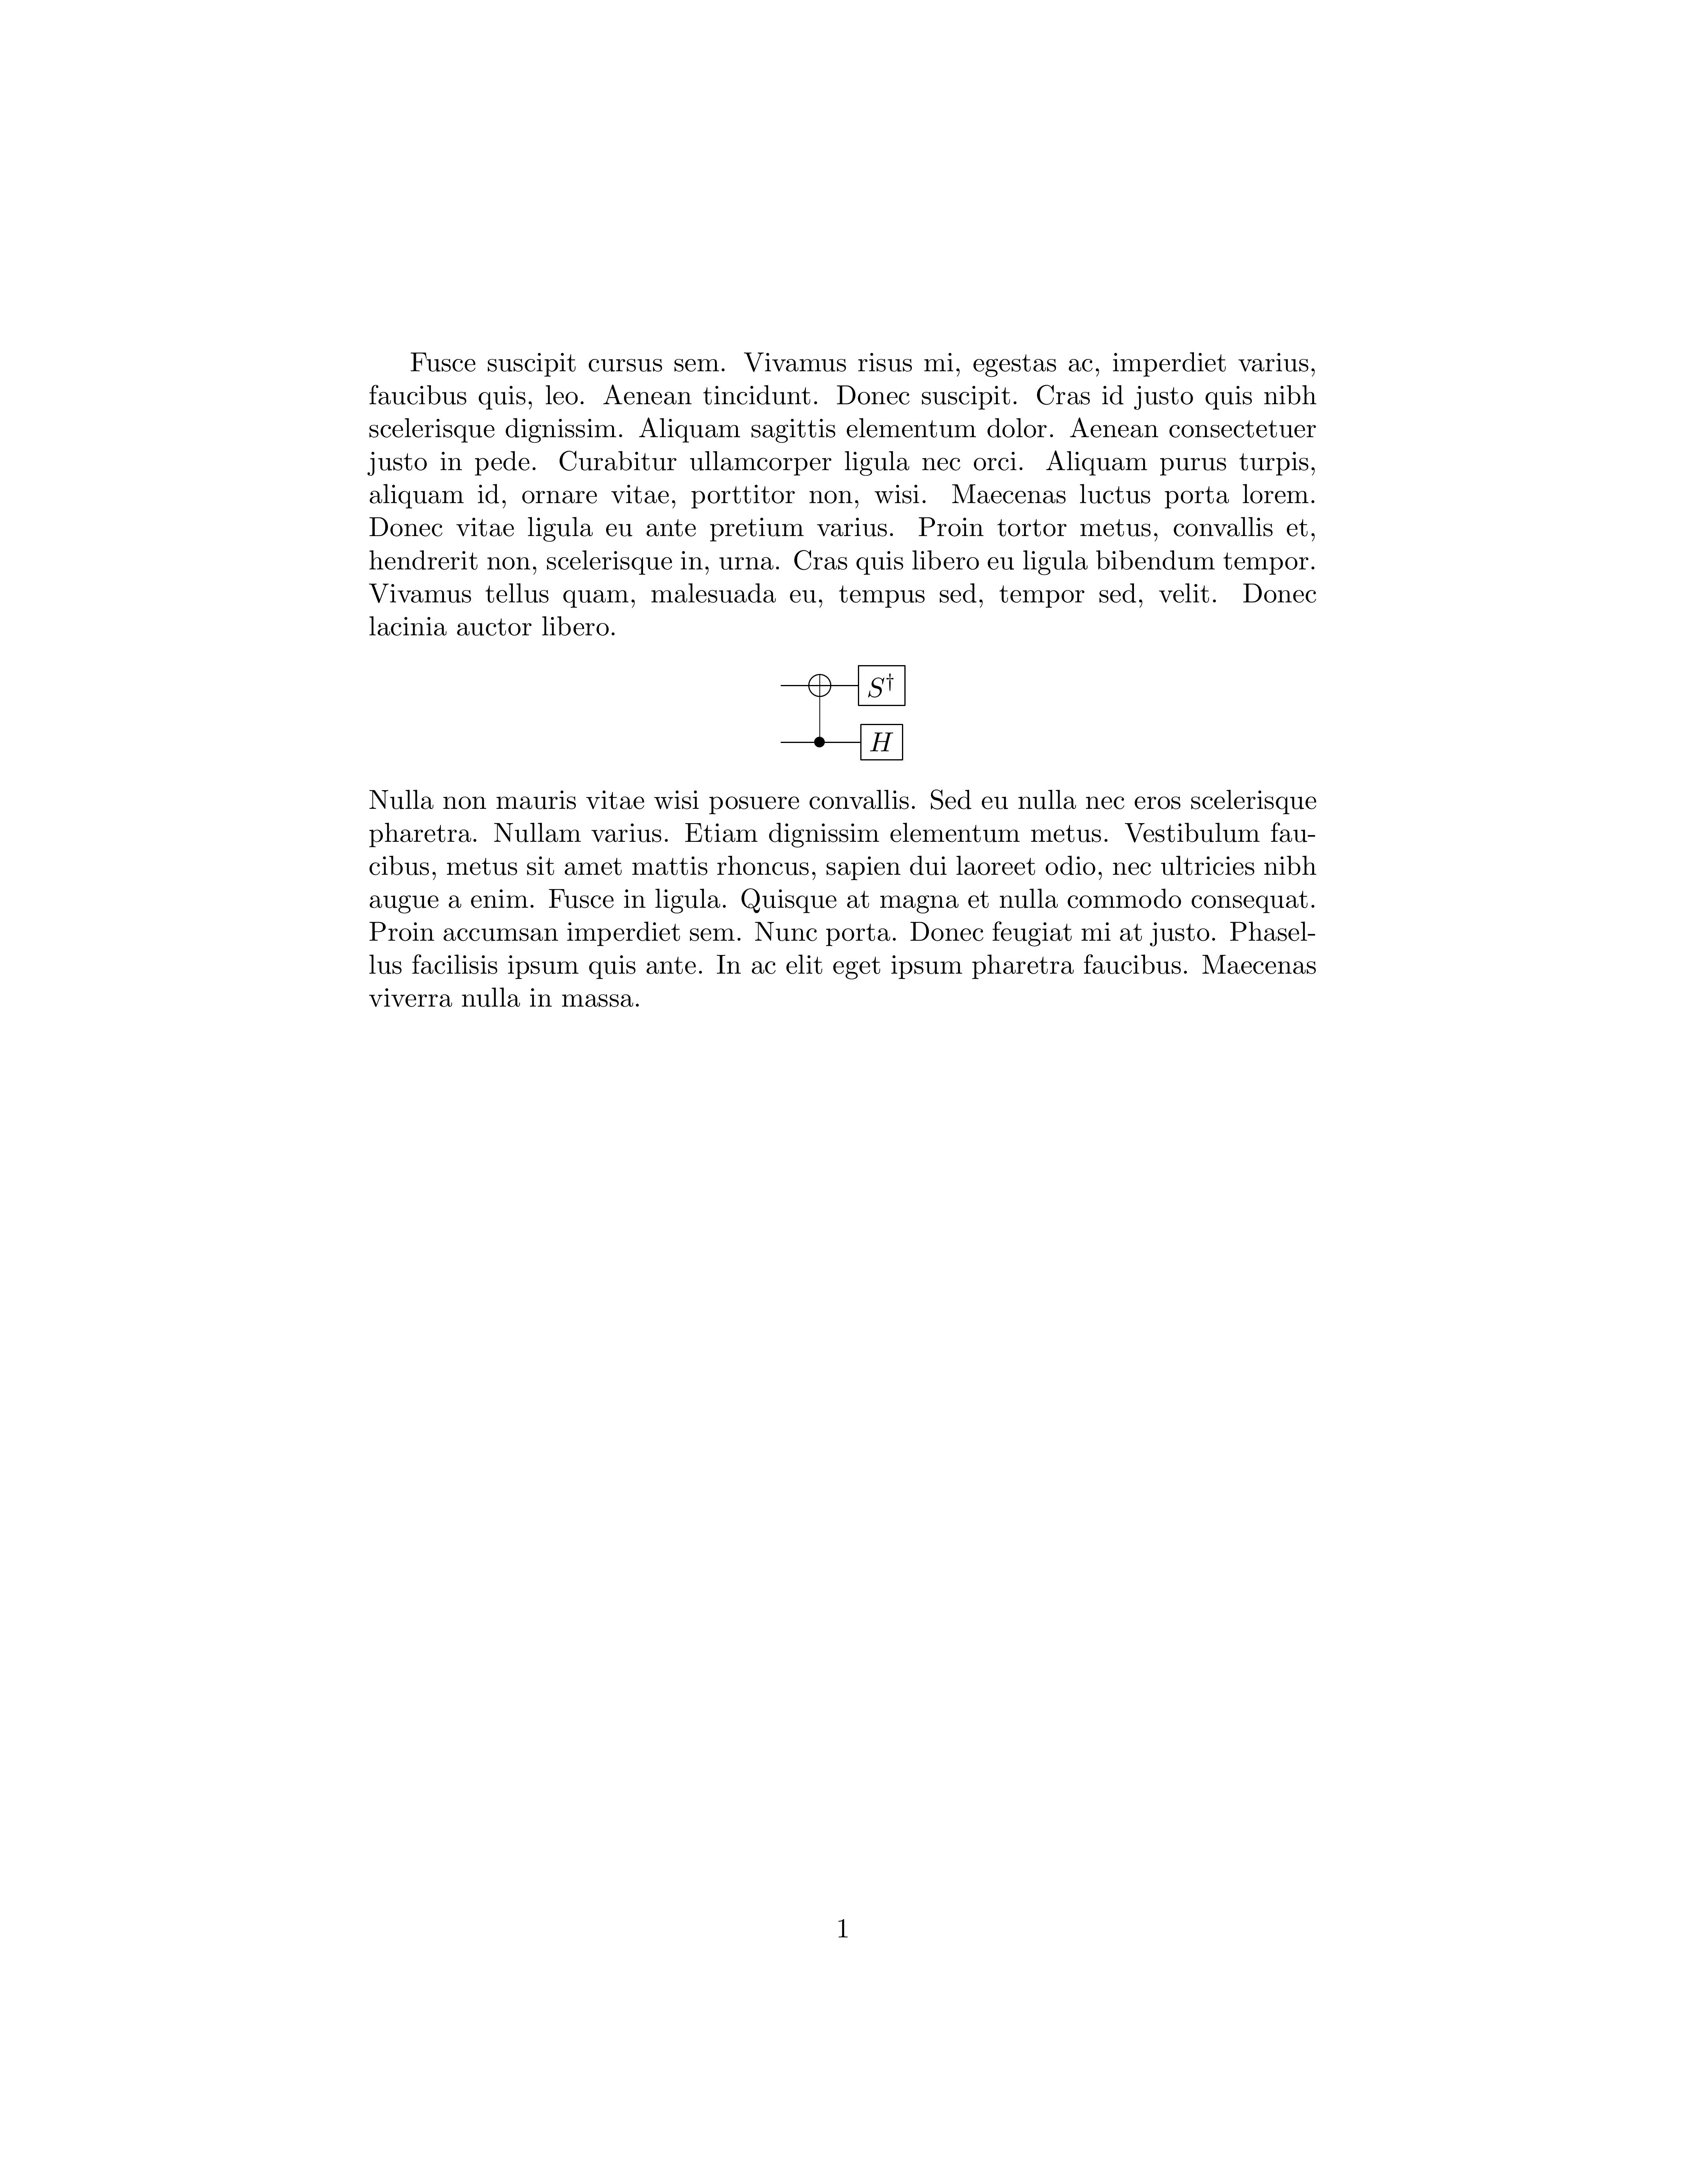 Fusce suscipit cursus sem. Vivamus risus mi, egestas ac, imperdiet varius,
faucibus quis, leo. Aenean tincidunt. Donec suscipit. Cras id justo quis nibh
scelerisque dignissim. Aliquam sagittis elementum dolor. Aenean consectetuer
justo in pede. Curabitur ullamcorper ligula nec orci. Aliquam purus turpis,
aliquam id, ornare vitae, porttitor non, wisi. Maecenas luctus porta lorem.
Donec vitae ligula eu ante pretium varius. Proin tortor metus, convallis et,
hendrerit non, scelerisque in, urna. Cras quis libero eu ligula bibendum tempor.
Vivamus tellus quam, malesuada eu, tempus sed, tempor sed, velit. Donec
lacinia auctor libero.
S†
H
Nulla non mauris vitae wisi posuere convallis. Sed eu nulla nec eros scelerisque
pharetra. Nullam varius. Etiam dignissim elementum metus. Vestibulum fau-
cibus, metus sit amet mattis rhoncus, sapien dui laoreet odio, nec ultricies nibh
augue a enim. Fusce in ligula. Quisque at magna et nulla commodo consequat.
Proin accumsan imperdiet sem. Nunc porta. Donec feugiat mi at justo. Phasel-
lus facilisis ipsum quis ante. In ac elit eget ipsum pharetra faucibus. Maecenas
viverra nulla in massa.
1